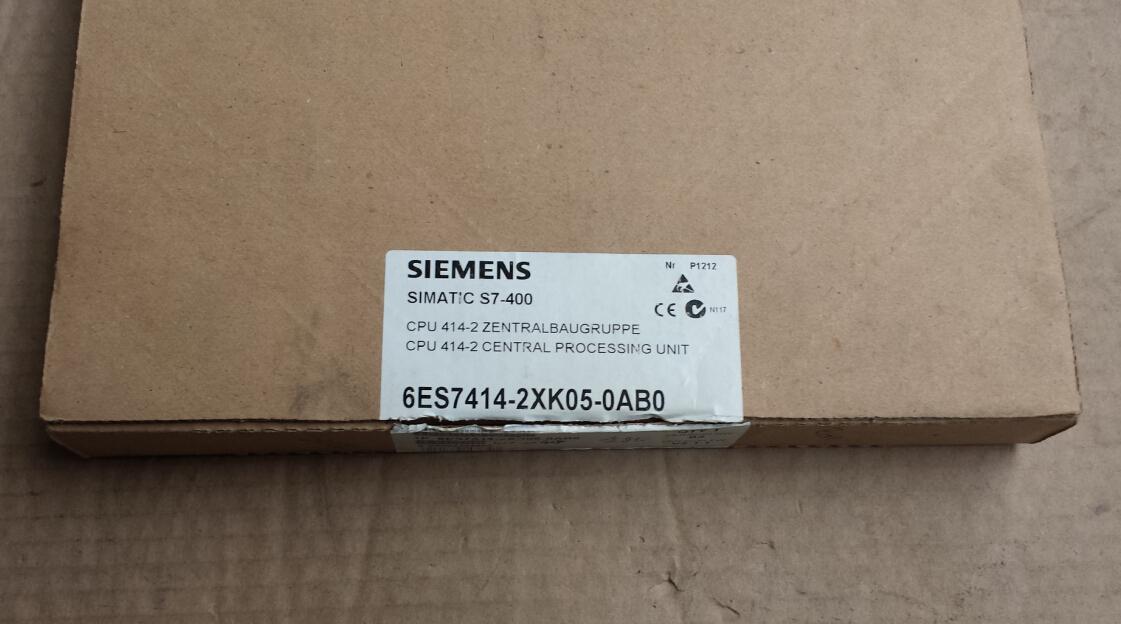 SIEMENS
Nr P1212
SIMATIC S7-400
CE N117
CPU 414-2 ZENTRALBAUGRUPPE
CPU 414-2 CENTRAL PROCESSING UNIT
6ES7414-2XK05-0AB0